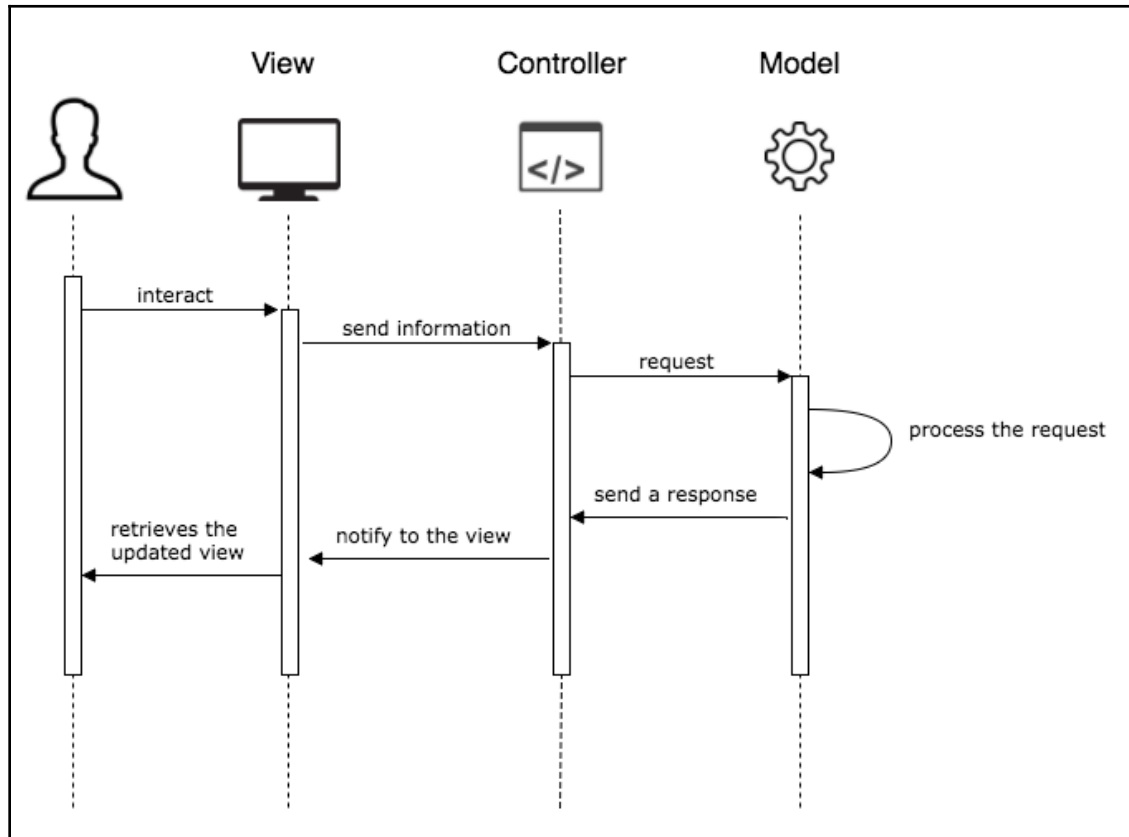 View
Controller
Model
</>
interact
send information
request
process the request
send a response
retrieves the
updated view
notify to the view